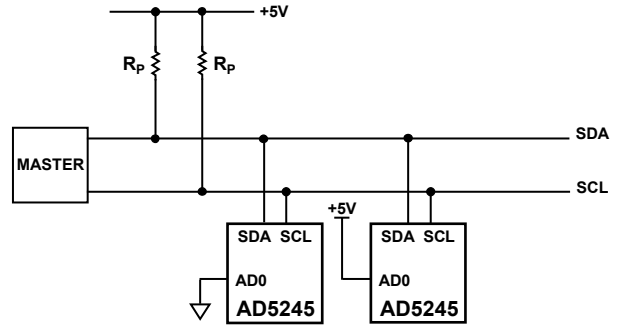 +5V
RP RP
SDA
MASTER
SCL
+5V
SDA SCL SDA SCL
AD0 AD0
AD5245 AD5245